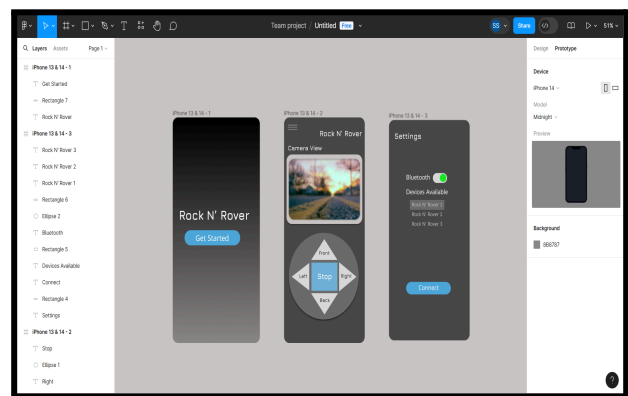 Team project / Untitled Free
SS
Share
51%
Layers Assets Page 1
iPhone 13 & 14 - 1
Get Started
Rectangle 7
Rock N' Rover
iPhone 13 & 14 - 3
Rock N' Rover 3
Rock N' Rover 2
Rock N' Rover 1
Rectangle 6
Ellipse 2
Bluetooth
Rectangle 5
Devices Available
Connect
Rectangle 4
Settings
iPhone 13 & 14 - 2
Stop
Ellipse 1
Right
iPhone 13 & 14 - 1
Rock N' Rover
Get Started
iPhone 13 & 14 - 2
Rock N' Rover
Camera View
Front
Left Stop Right
Back
iPhone 13 & 14 - 3
Settings
Bluetooth
Devices Available
Rock N' Rover 1
Rock N' Rover 2
Rock N' Rover 3
Connect
Design Prototype
Device
iPhone 14
Model
Midnight
Preview
Background
8B8787
?